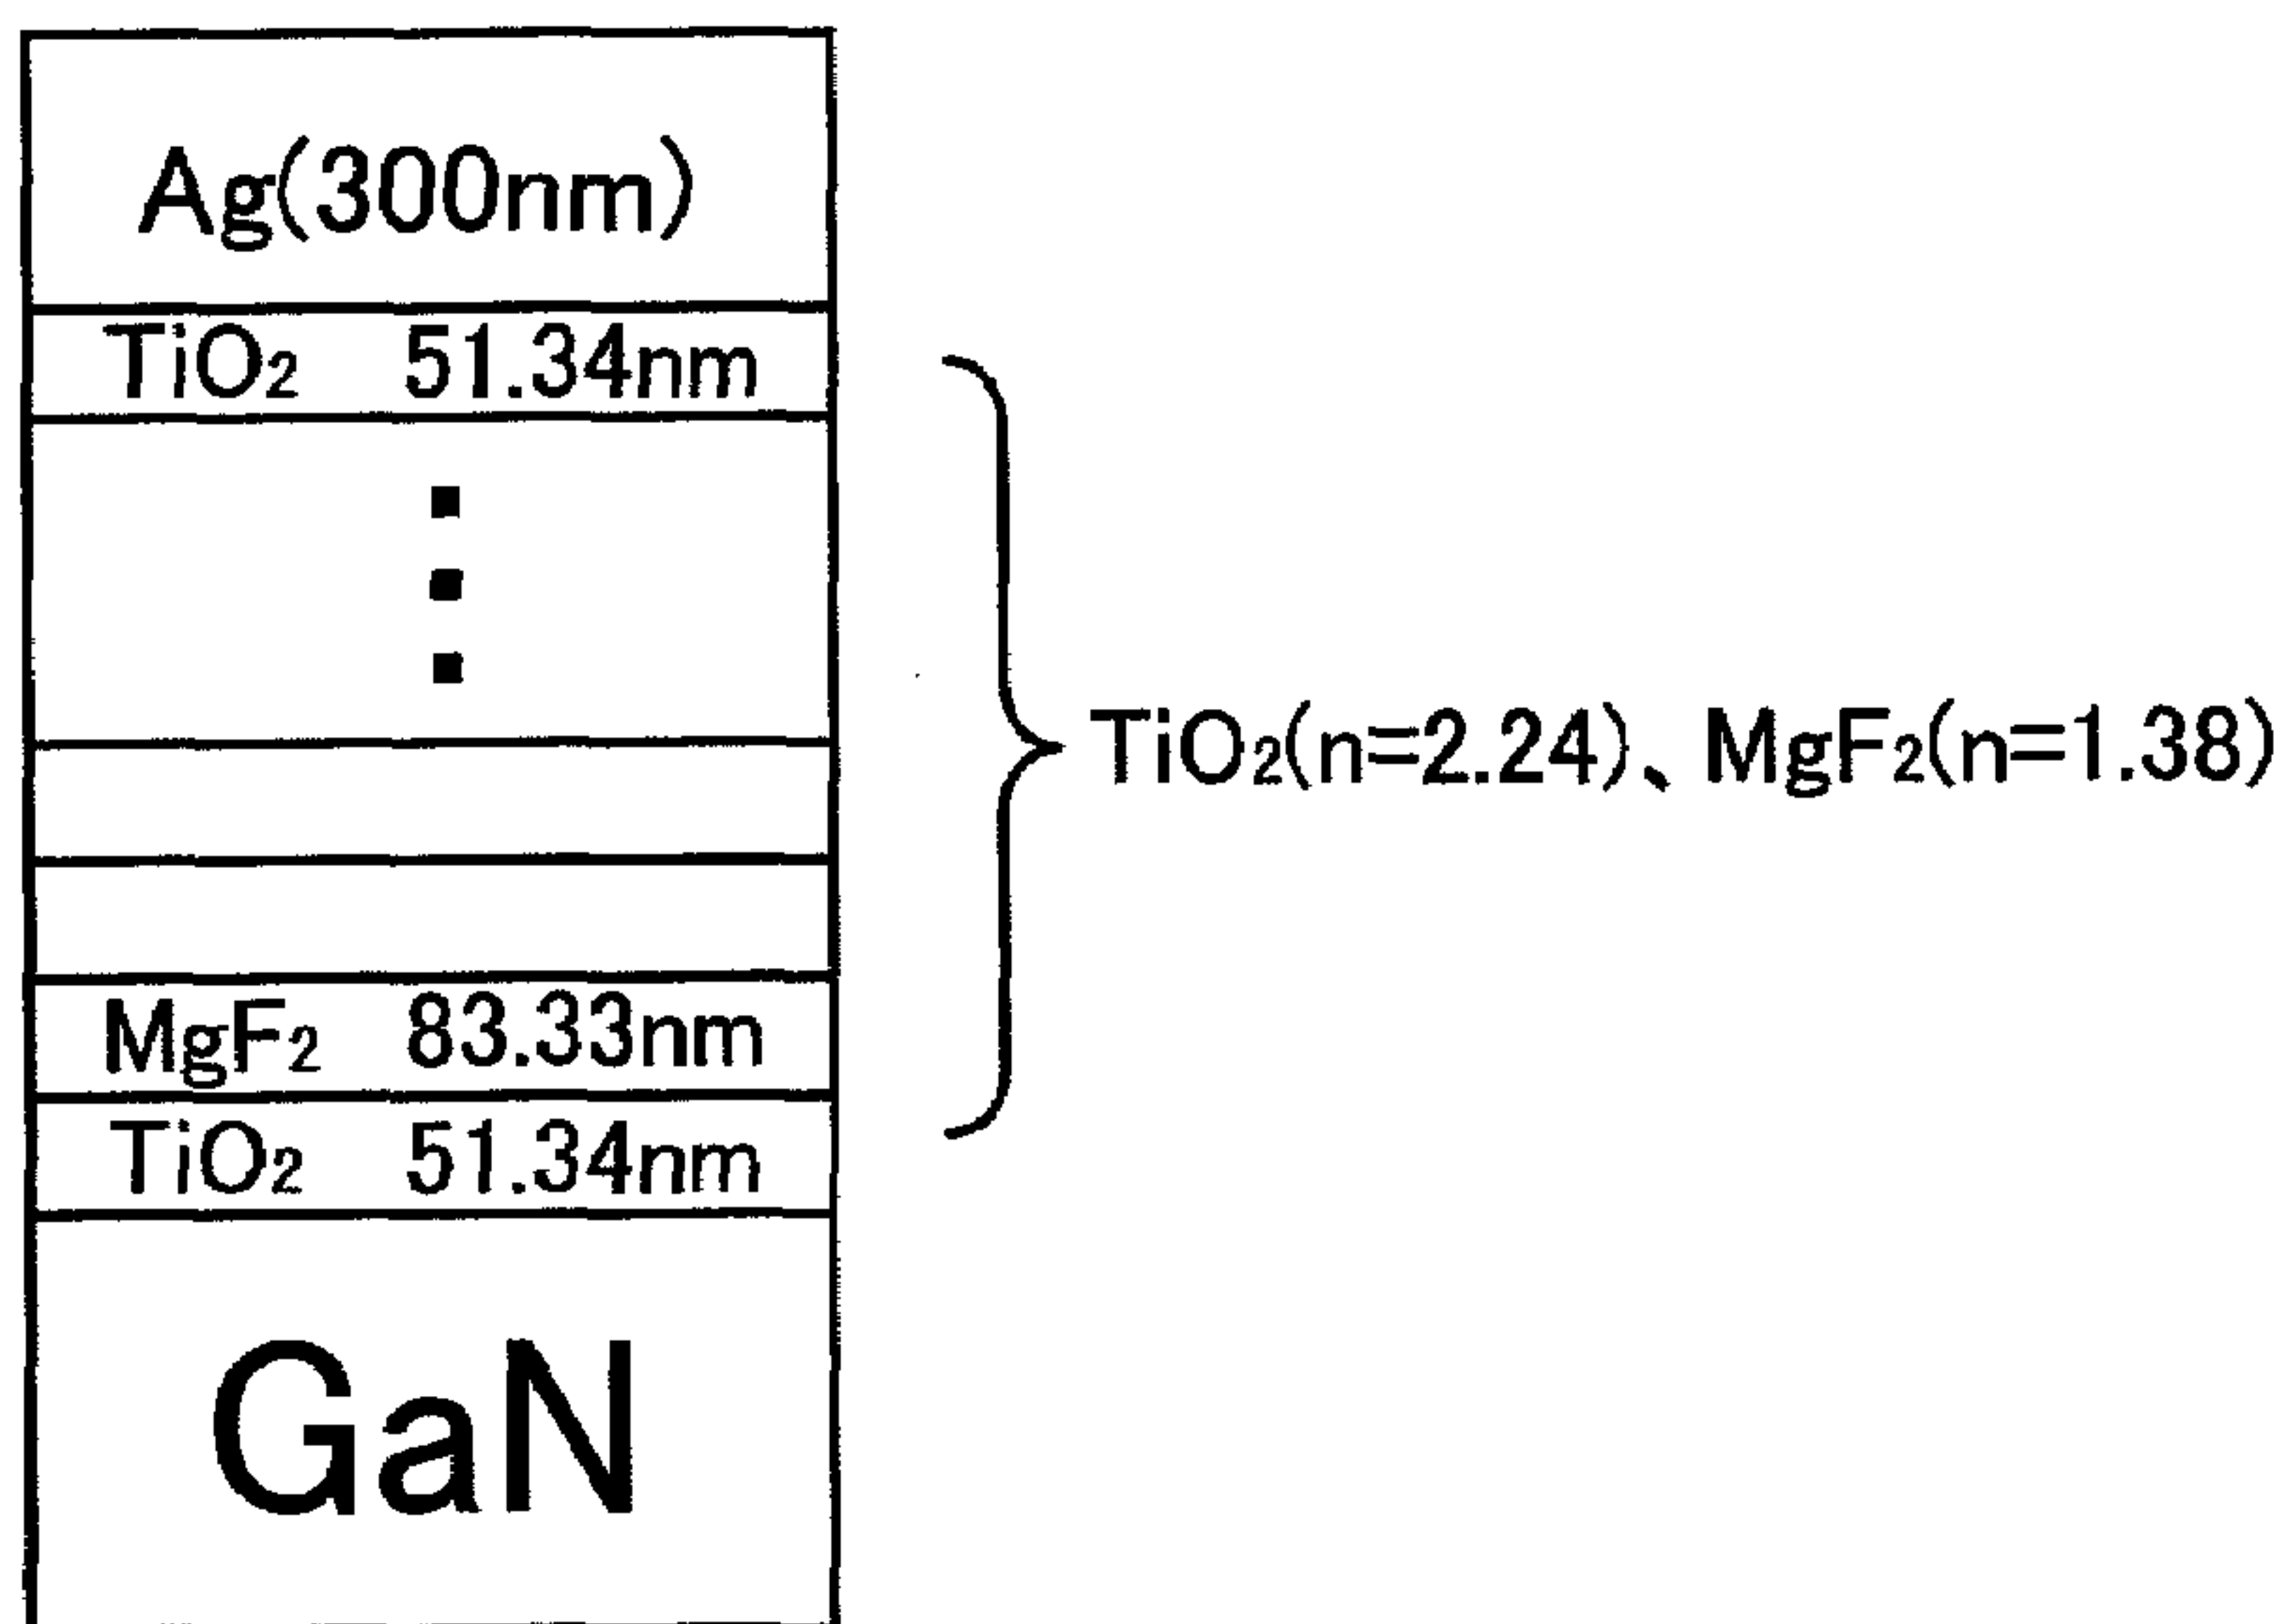 Ag(300nm)
TiO2 51.34nm
TiO2(n=2.24)、MgF2(n=1.38)
MgF2 83.33nm
TiO2 51.34nm
GaN